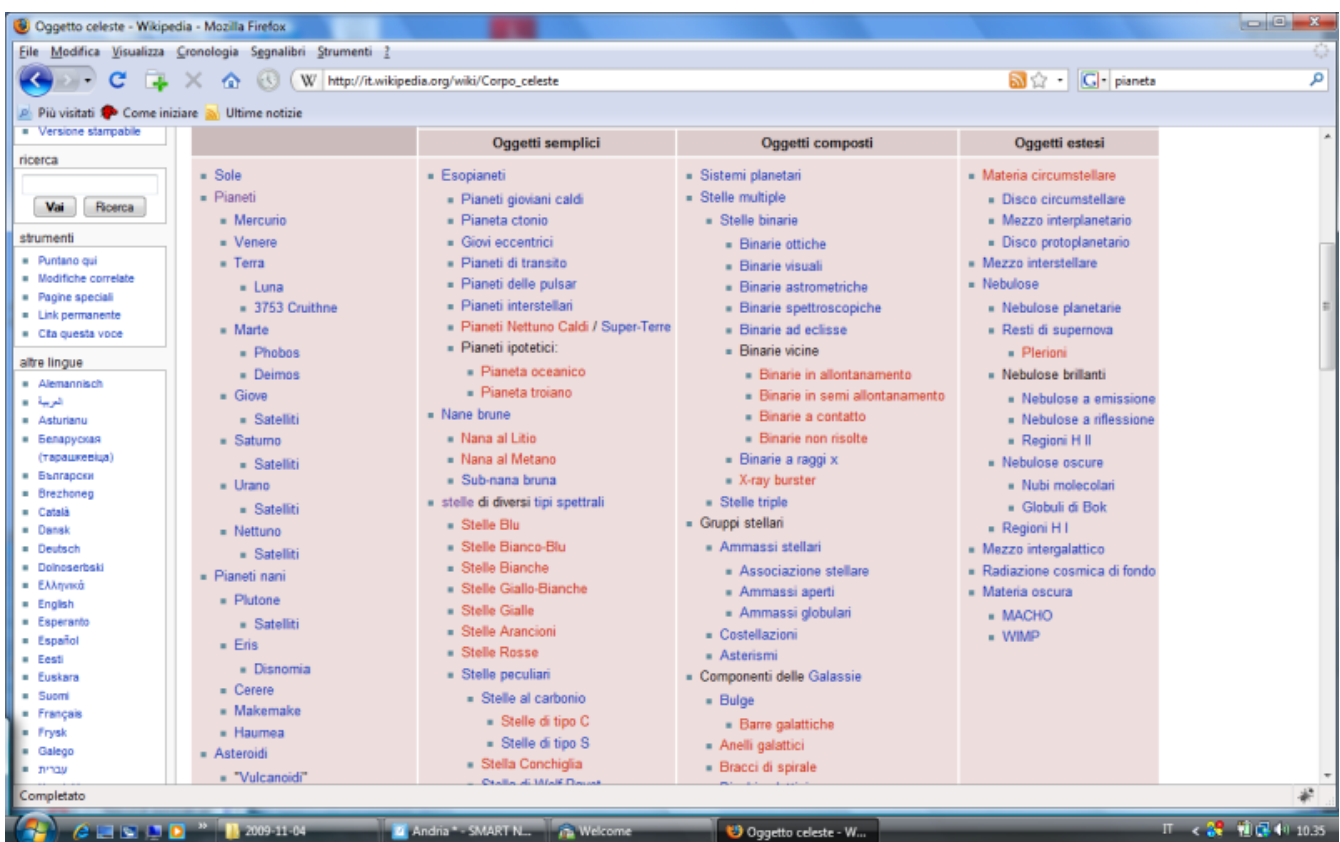 Oggetto celeste - Wikipedia - Mozilla Firefox
File Modifica Visualizza Cronologia Segnalibri Strumenti ?
http://it.wikipedia.org/wiki/Corpo_celeste
pianeta
Più visitati Come iniziare Ultime notizie
Versione stampabile
ricerca
Vai Ricerca
strumenti
Puntano qui
Modifiche correlate
Pagine speciali
Link permanente
Cita questa voce
altre lingue
Alemannisch
العربية
Asturianu
Беларуская
(тарашкевіца)
Български
Brezhoneg
Català
Dansk
Deutsch
Dolnoserbski
Ελληνικά
English
Esperanto
Español
Eesti
Euskara
Suomi
Français
Frysk
Galego
עברית
Sole
Pianeti
Mercurio
Venere
Terra
Luna
3753 Cruithne
Marte
Phobos
Deimos
Giove
Satelliti
Saturno
Satelliti
Urano
Satelliti
Nettuno
Satelliti
Pianeti nani
Plutone
Satelliti
Eris
Disnomia
Cerere
Makemake
Haumea
Asteroidi
"Vulcanoidi"
Oggetti semplici
Esopianeti
Pianeti gioviani caldi
Pianeta ctonio
Giovi eccentrici
Pianeti di transito
Pianeti delle pulsar
Pianeti interstellari
Pianeti Nettuno Caldi / Super-Terre
Pianeti ipotetici:
Pianeta oceanico
Pianeta troiano
Nane brune
Nana al Litio
Nana al Metano
Sub-nana bruna
stelle di diversi tipi spettrali
Stelle Blu
Stelle Bianco-Blu
Stelle Bianche
Stelle Giallo-Bianche
Stelle Gialle
Stelle Arancioni
Stelle Rosse
Stelle peculiari
Stelle al carbonio
Stelle di tipo C
Stelle di tipo S
Stella Conchiglia
Stelle di Wolf Rayet
Oggetti composti
Sistemi planetari
Stelle multiple
Stelle binarie
Binarie ottiche
Binarie visuali
Binarie astrometriche
Binarie spettroscopiche
Binarie ad eclisse
Binarie vicine
Binarie in allontanamento
Binarie in semi allontanamento
Binarie a contatto
Binarie non risolte
Binarie a raggi x
X-ray burster
Stelle triple
Gruppi stellari
Ammassi stellari
Associazione stellare
Ammassi aperti
Ammassi globulari
Costellazioni
Asterismi
Componenti delle Galassie
Bulge
Barre galattiche
Anelli galattici
Bracci di spirale
Oggetti estesi
Materia circumstellare
Disco circumstellare
Mezzo interplanetario
Disco protoplanetario
Mezzo interstellare
Nebulose
Nebulose planetarie
Resti di supernova
Plerioni
Nebulose brillanti
Nebulose a emissione
Nebulose a riflessione
Regioni H II
Nebulose oscure
Nubi molecolari
Globuli di Bok
Regioni H I
Mezzo intergalattico
Radiazione cosmica di fondo
Materia oscura
MACHO
WIMP
Completato
2009-11-04
Andria * - SMART N...
Welcome
Oggetto celeste - W...
IT
10.35